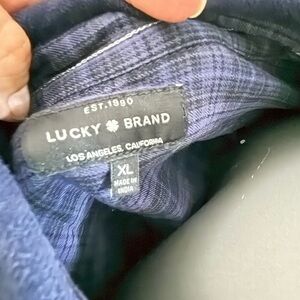 EST.1990
LUCKY BRAND
LOS ANGELES, CALIFORNIA
XL
MADE IN
INDIA